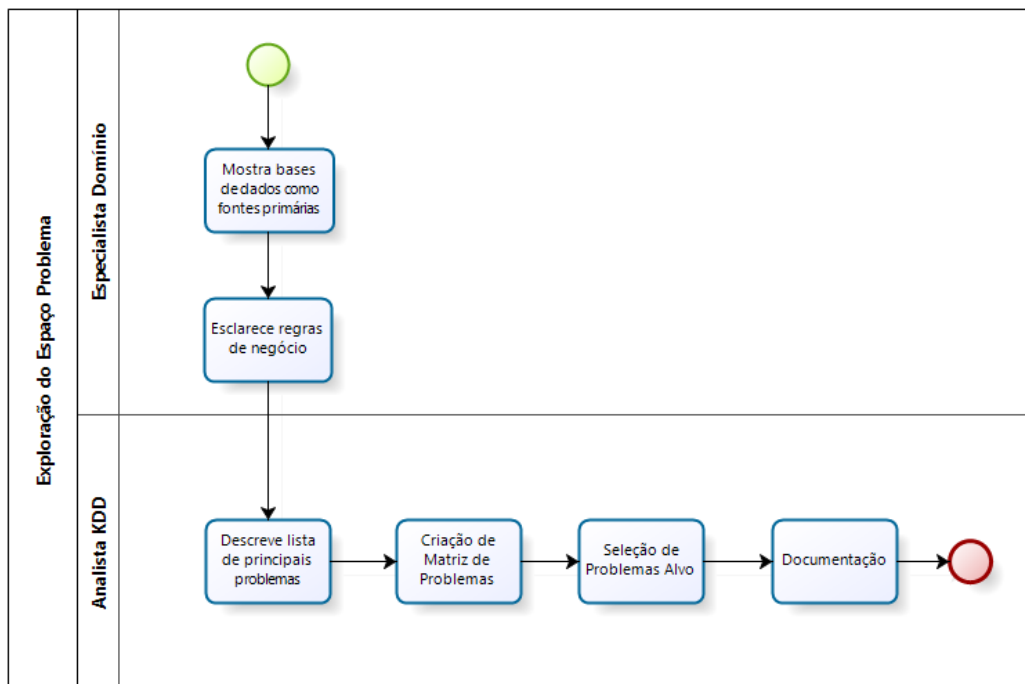 Exploração do Espaço Problema
Especialista Domínio
Mostra bases
de dados como
fontes primárias
Esclarece regras
de negócio
Analista KDD
Descreve lista
de principais
problemas
Criação de
Matriz de
Problemas
Seleção de
Problemas Alvo
Documentação